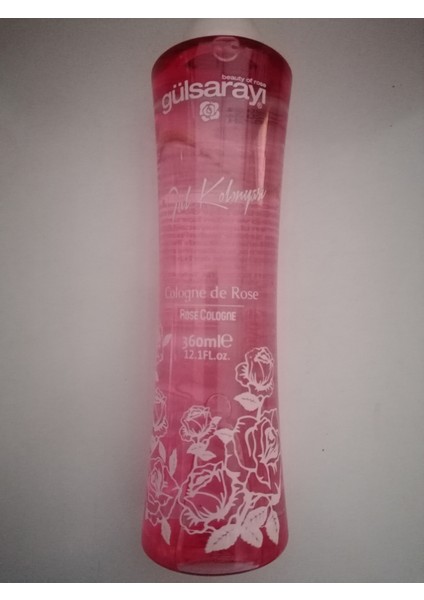 beauty of rose
gülsarayı
Gül Kolonyası
Cologne de Rose
ROSE COLOGNE
360ml℮
12.1FL.oz.